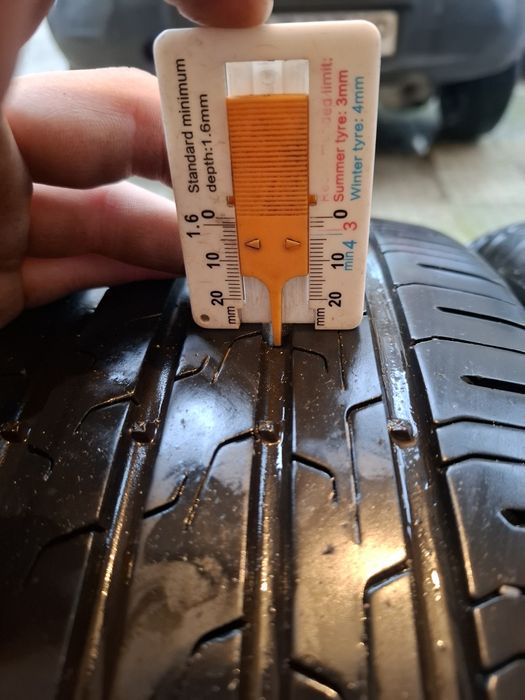 Standard minimum
depth:1.6mm
limit:
Summer tyre: 3mm
Winter tyre: 4mm
1.6
0
10
20
mm
0
10
20
mm
min 4 3